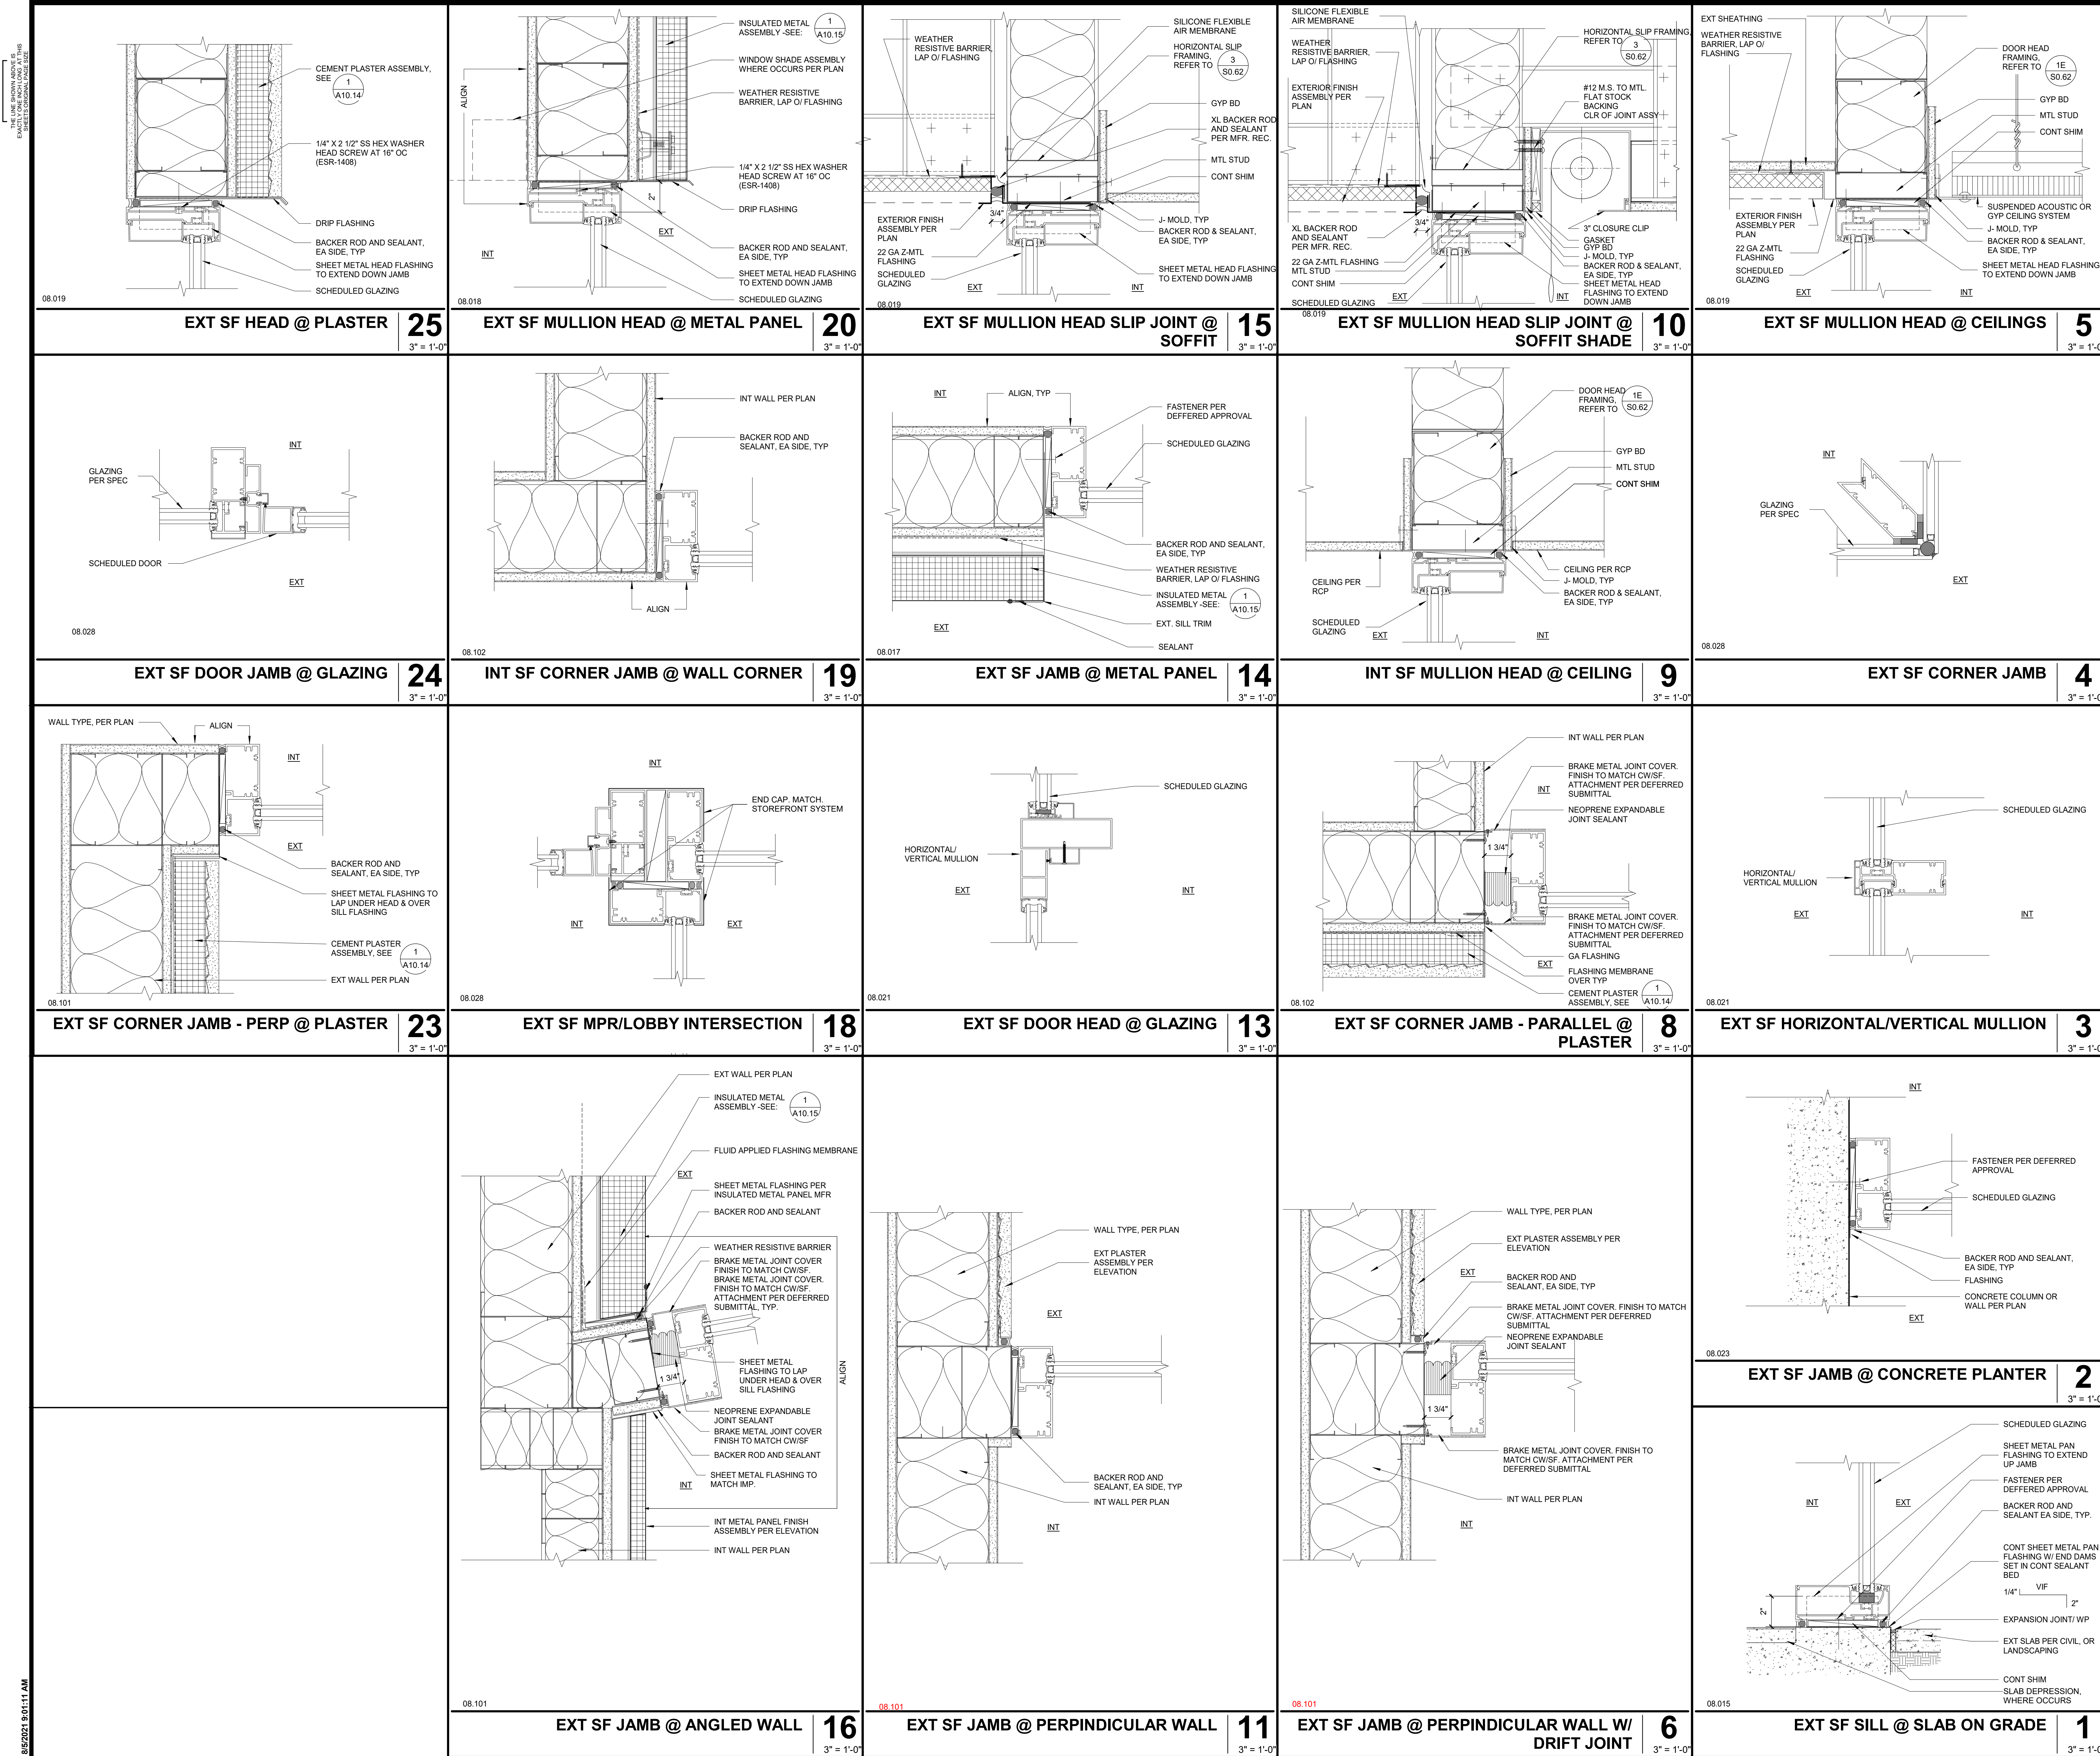 THE LINE SHOWN ABOVE IS
EXACTLY ONE INCH LONG AT THIS
SHEETS ORIGINAL PAGE SIZE
8/5/2021 9:01:11 AM
CEMENT PLASTER ASSEMBLY,
SEE
1
A10.14
1/4" X 2 1/2" SS HEX WASHER
HEAD SCREW AT 16" OC
(ESR-1408)
DRIP FLASHING
BACKER ROD AND SEALANT,
EA SIDE, TYP
SHEET METAL HEAD FLASHING
TO EXTEND DOWN JAMB
SCHEDULED GLAZING
08.019
EXT SF HEAD @ PLASTER
25
3" = 1'-0"
INSULATED METAL
ASSEMBLY -SEE:
1
A10.15
WINDOW SHADE ASSEMBLY
WHERE OCCURS PER PLAN
WEATHER RESISTIVE
BARRIER, LAP O/ FLASHING
ALIGN
1/4" X 2 1/2" SS HEX WASHER
HEAD SCREW AT 16" OC
(ESR-1408)
2"
DRIP FLASHING
EXT
INT
BACKER ROD AND SEALANT,
EA SIDE, TYP
SHEET METAL HEAD FLASHING
TO EXTEND DOWN JAMB
SCHEDULED GLAZING
08.018
EXT SF MULLION HEAD @ METAL PANEL
20
3" = 1'-0"
WEATHER
RESISTIVE BARRIER,
LAP O/ FLASHING
SILICONE FLEXIBLE
AIR MEMBRANE
HORIZONTAL SLIP
FRAMING,
REFER TO
3
S0.62
GYP BD
XL BACKER ROD
AND SEALANT
PER MFR. REC.
MTL STUD
CONT SHIM
3/4"
EXTERIOR FINISH
ASSEMBLY PER
PLAN
22 GA Z-MTL
FLASHING
SCHEDULED
GLAZING
J- MOLD, TYP
BACKER ROD & SEALANT,
EA SIDE, TYP
SHEET METAL HEAD FLASHING
TO EXTEND DOWN JAMB
EXT
INT
08.019
EXT SF MULLION HEAD SLIP JOINT @
SOFFIT
15
3" = 1'-0"
SILICONE FLEXIBLE
AIR MEMBRANE
WEATHER
RESISTIVE BARRIER,
LAP O/ FLASHING
EXTERIOR FINISH
ASSEMBLY PER
PLAN
HORIZONTAL SLIP FRAMING,
REFER TO
3
S0.62
#12 M.S. TO MTL.
FLAT STOCK
BACKING
CLR OF JOINT ASSY
3/4"
XL BACKER ROD
AND SEALANT
PER MFR. REC.
22 GA Z-MTL FLASHING
MTL STUD
CONT SHIM
SCHEDULED GLAZING
3" CLOSURE CLIP
GASKET
GYP BD
J- MOLD, TYP
BACKER ROD & SEALANT,
EA SIDE, TYP
SHEET METAL HEAD
FLASHING TO EXTEND
DOWN JAMB
EXT
INT
08.019
EXT SF MULLION HEAD SLIP JOINT @
SOFFIT SHADE
10
3" = 1'-0"
EXT SHEATHING
WEATHER RESISTIVE
BARRIER, LAP O/
FLASHING
DOOR HEAD
FRAMING,
REFER TO
1E
S0.62
GYP BD
MTL STUD
CONT SHIM
EXTERIOR FINISH
ASSEMBLY PER
PLAN
22 GA Z-MTL
FLASHING
SCHEDULED
GLAZING
SUSPENDED ACOUSTIC OR
GYP CEILING SYSTEM
J- MOLD, TYP
BACKER ROD & SEALANT,
EA SIDE, TYP
SHEET METAL HEAD FLASHING
TO EXTEND DOWN JAMB
EXT
INT
08.019
EXT SF MULLION HEAD @ CEILINGS
5
3" = 1'-0
GLAZING
PER SPEC
INT
SCHEDULED DOOR
EXT
08.028
EXT SF DOOR JAMB @ GLAZING
24
3" = 1'-0"
INT WALL PER PLAN
BACKER ROD AND
SEALANT, EA SIDE, TYP
ALIGN
08.102
INT SF CORNER JAMB @ WALL CORNER
19
3" = 1'-0"
INT
ALIGN, TYP
FASTENER PER
DEFFERED APPROVAL
SCHEDULED GLAZING
BACKER ROD AND SEALANT,
EA SIDE, TYP
WEATHER RESISTIVE
BARRIER, LAP O/ FLASHING
INSULATED METAL
ASSEMBLY -SEE:
1
A10.15
EXT. SILL TRIM
SEALANT
EXT
08.017
EXT SF JAMB @ METAL PANEL
14
3" = 1'-0"
DOOR HEAD
FRAMING,
REFER TO
1E
S0.62
GYP BD
MTL STUD
CONT SHIM
CEILING PER
RCP
CEILING PER RCP
J- MOLD, TYP
BACKER ROD & SEALANT,
EA SIDE, TYP
SCHEDULED
GLAZING
EXT
INT
INT SF MULLION HEAD @ CEILING
9
3" = 1'-0"
INT
GLAZING
PER SPEC
EXT
08.028
EXT SF CORNER JAMB
4
3" = 1'-0
WALL TYPE, PER PLAN
ALIGN
INT
EXT
BACKER ROD AND
SEALANT, EA SIDE, TYP
SHEET METAL FLASHING TO
LAP UNDER HEAD & OVER
SILL FLASHING
CEMENT PLASTER
ASSEMBLY, SEE
1
A10.14
EXT WALL PER PLAN
08.101
EXT SF CORNER JAMB - PERP @ PLASTER
23
3" = 1'-0"
INT
END CAP. MATCH.
STOREFRONT SYSTEM
INT
EXT
08.028
EXT SF MPR/LOBBY INTERSECTION
18
3" = 1'-0"
SCHEDULED GLAZING
HORIZONTAL/
VERTICAL MULLION
EXT
INT
08.021
EXT SF DOOR HEAD @ GLAZING
13
3" = 1'-0"
INT WALL PER PLAN
BRAKE METAL JOINT COVER.
FINISH TO MATCH CW/SF.
ATTACHMENT PER DEFERRED
SUBMITTAL
INT
NEOPRENE EXPANDABLE
JOINT SEALANT
1 3/4"
BRAKE METAL JOINT COVER.
FINISH TO MATCH CW/SF.
ATTACHMENT PER DEFERRED
SUBMITTAL
GA FLASHING
EXT
FLASHING MEMBRANE
OVER TYP
CEMENT PLASTER
ASSEMBLY, SEE
1
A10.14
08.102
EXT SF CORNER JAMB - PARALLEL @
PLASTER
8
3" = 1'-0"
SCHEDULED GLAZING
HORIZONTAL/
VERTICAL MULLION
EXT
INT
08.021
EXT SF HORIZONTAL/VERTICAL MULLION
3
3" = 1'-0
EXT WALL PER PLAN
INSULATED METAL
ASSEMBLY -SEE:
1
A10.15
FLUID APPLIED FLASHING MEMBRANE
EXT
SHEET METAL FLASHING PER
INSULATED METAL PANEL MFR
BACKER ROD AND SEALANT
WEATHER RESISTIVE BARRIER
BRAKE METAL JOINT COVER
FINISH TO MATCH CW/SF.
BRAKE METAL JOINT COVER.
FINISH TO MATCH CW/SF.
ATTACHMENT PER DEFERRED
SUBMITTAL, TYP.
SHEET METAL
FLASHING TO LAP
UNDER HEAD & OVER
SILL FLASHING
1 3/4"
ALIGN
NEOPRENE EXPANDABLE
JOINT SEALANT
BRAKE METAL JOINT COVER
FINISH TO MATCH CW/SF
BACKER ROD AND SEALANT
SHEET METAL FLASHING TO
MATCH IMP.
INT
INT METAL PANEL FINISH
ASSEMBLY PER ELEVATION
INT WALL PER PLAN
08.101
EXT SF JAMB @ ANGLED WALL
16
3" = 1'-0"
WALL TYPE, PER PLAN
EXT PLASTER
ASSEMBLY PER
ELEVATION
EXT
BACKER ROD AND
SEALANT, EA SIDE, TYP
INT WALL PER PLAN
INT
08.101
EXT SF JAMB @ PERPINDICULAR WALL
11
3" = 1'-0"
WALL TYPE, PER PLAN
EXT PLASTER ASSEMBLY PER
ELEVATION
EXT
BACKER ROD AND
SEALANT, EA SIDE, TYP
BRAKE METAL JOINT COVER. FINISH TO MATCH
CW/SF. ATTACHMENT PER DEFERRED
SUBMITTAL
NEOPRENE EXPANDABLE
JOINT SEALANT
1 3/4"
BRAKE METAL JOINT COVER. FINISH TO
MATCH CW/SF. ATTACHMENT PER
DEFERRED SUBMITTAL
INT WALL PER PLAN
INT
08.101
EXT SF JAMB @ PERPINDICULAR WALL W/
DRIFT JOINT
6
3" = 1'-0"
INT
FASTENER PER DEFERRED
APPROVAL
SCHEDULED GLAZING
BACKER ROD AND SEALANT,
EA SIDE, TYP
FLASHING
CONCRETE COLUMN OR
WALL PER PLAN
EXT
08.023
EXT SF JAMB @ CONCRETE PLANTER
2
3" = 1'-0
SCHEDULED GLAZING
SHEET METAL PAN
FLASHING TO EXTEND
UP JAMB
FASTENER PER
DEFFERED APPROVAL
INT
EXT
BACKER ROD AND
SEALANT EA SIDE, TYP.
CONT SHEET METAL PAN
FLASHING W/ END DAMS
SET IN CONT SEALANT
BED
1/4"
VIF
2"
2"
EXPANSION JOINT/ WP
EXT SLAB PER CIVIL, OR
LANDSCAPING
CONT SHIM
SLAB DEPRESSION,
WHERE OCCURS
08.015
EXT SF SILL @ SLAB ON GRADE
1
3" = 1'-0